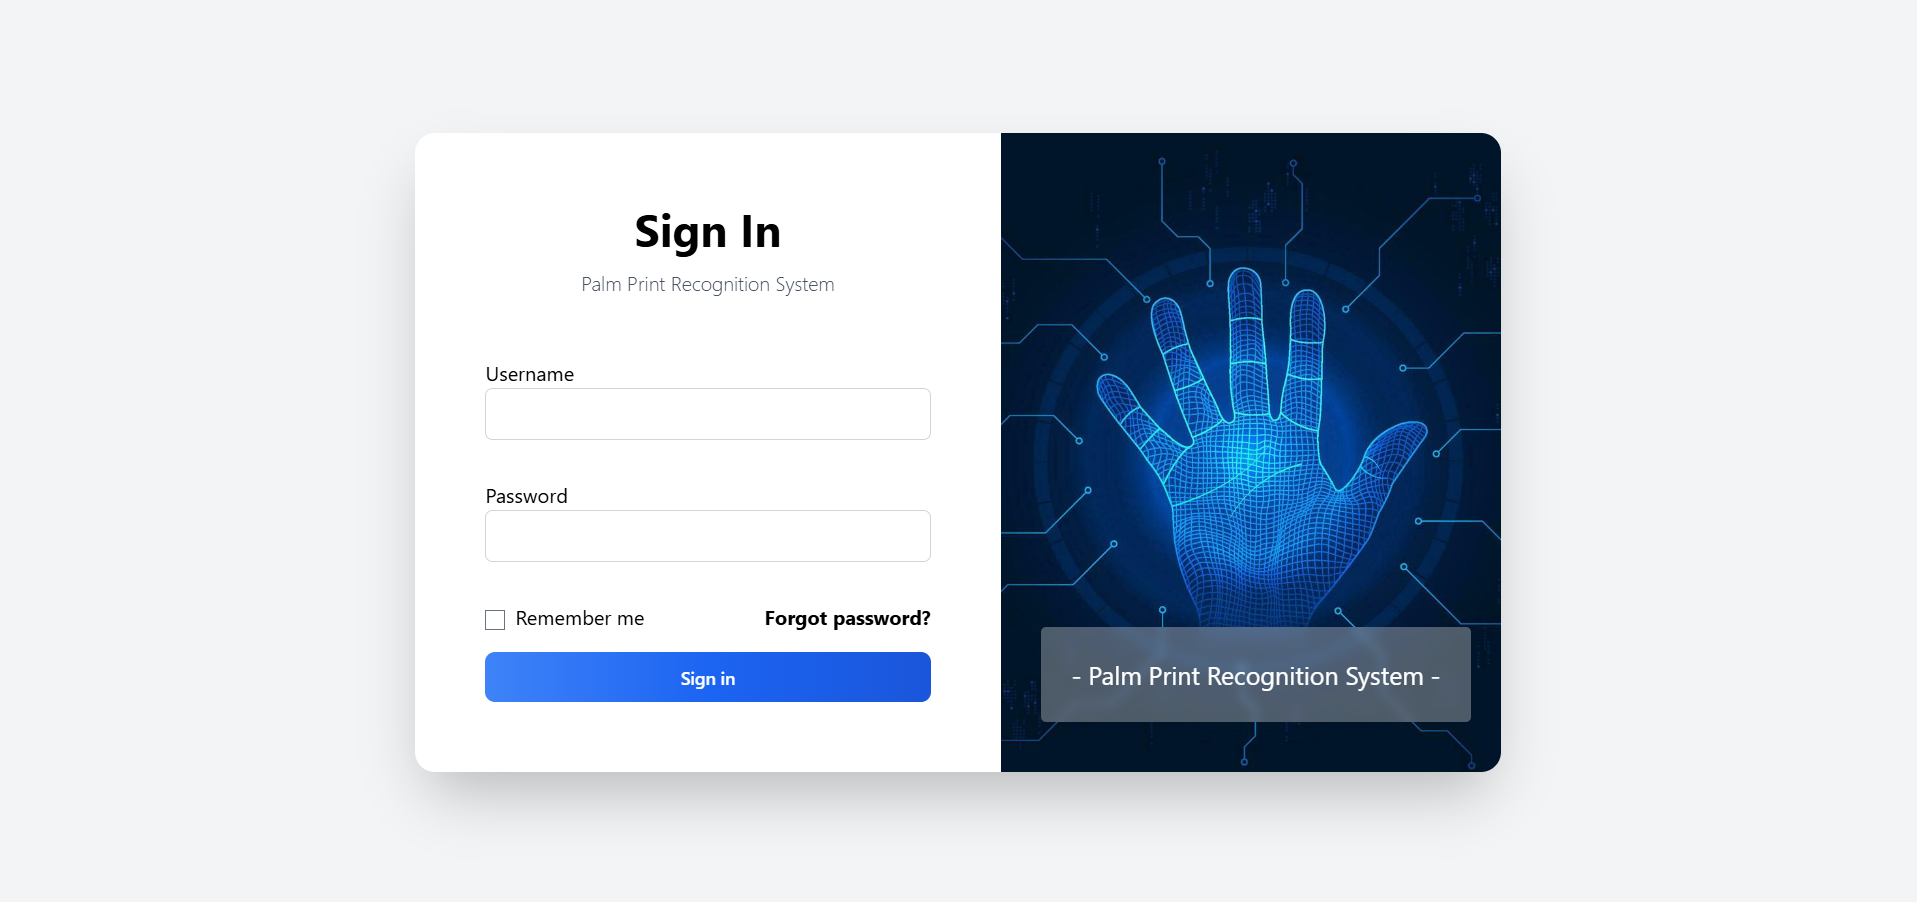 Sign In
Palm Print Recognition System
Username
Password
Remember me
Forgot password?
Sign in
- Palm Print Recognition System -